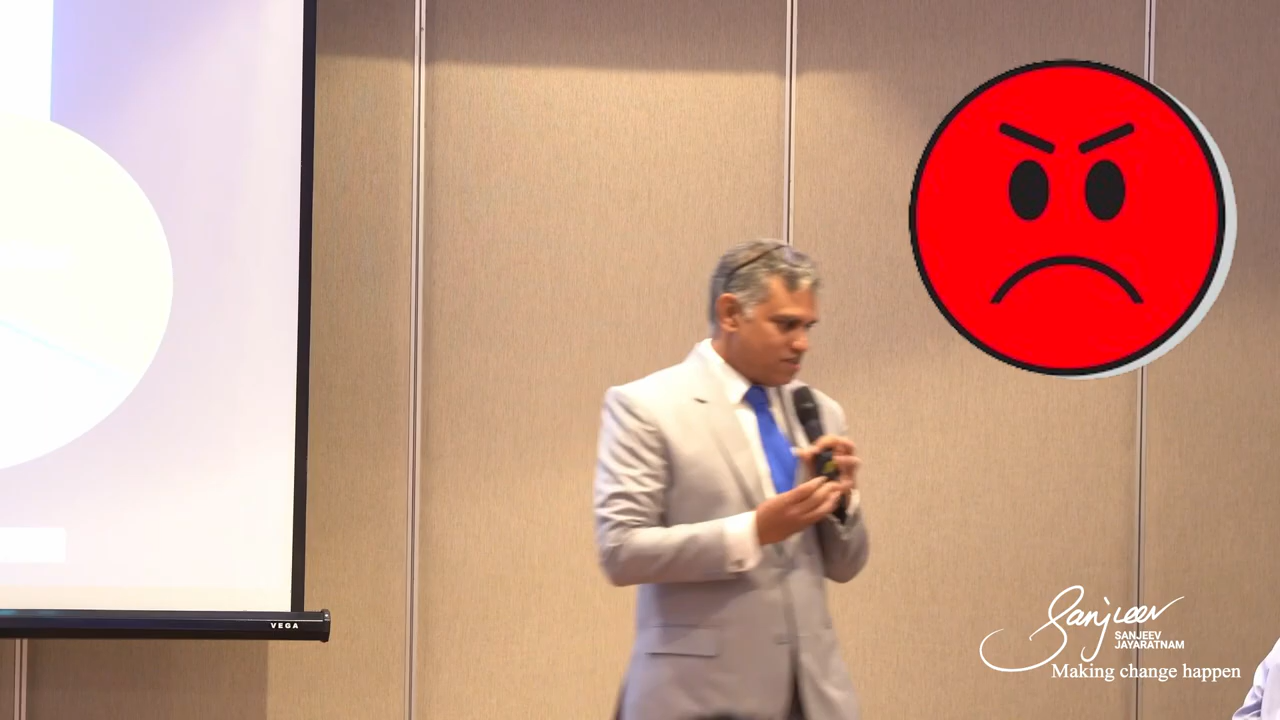 VEGA
Sanjeev
SANJEEV
JAYARATNAM
Making change happen